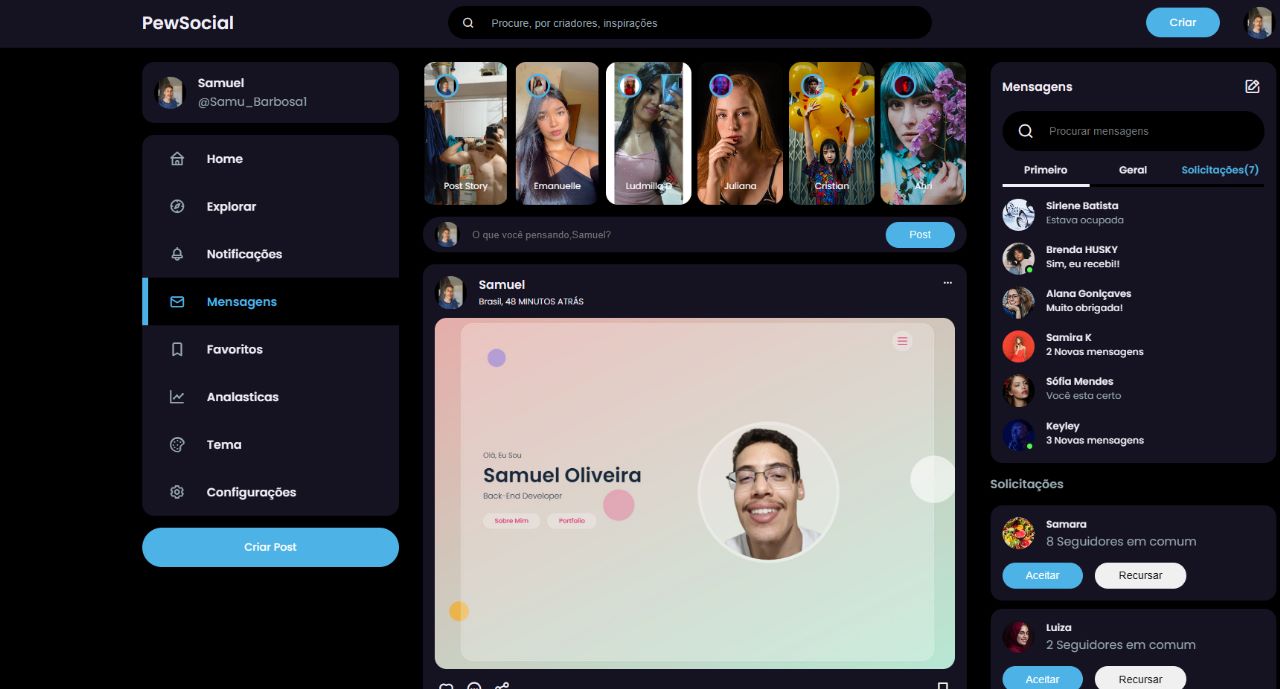 PewSocial
Procure, por criadores, inspirações
Criar
Samuel
@Samu_Barbosa1
Home
Explorar
Notificações
Mensagens
Favoritos
Analasticas
Tema
Configurações
Criar Post
Post Story
Emanuelle
Ludmilla D
Juliana
Cristian
Abri
O que você pensando,Samuel?
Post
Samuel
Brasil, 48 MINUTOS ATRÁS
Olá, Eu Sou
Samuel Oliveira
Back-End Developer
Sobre Mim
Portfolio
Mensagens
Procurar mensagens
Primeiro
Geral
Solicitações(7)
Sirlene Batista
Estava ocupada
Brenda HUSKY
Sim, eu recebi!!
Alana Gonlçaves
Muito obrigada!
Samira K
2 Novas mensagens
Sófia Mendes
Você esta certo
Keyley
3 Novas mensagens
Solicitações
Samara
8 Seguidores em comum
Aceitar
Recursar
Luiza
2 Seguidores em comum
Aceitar
Recursar